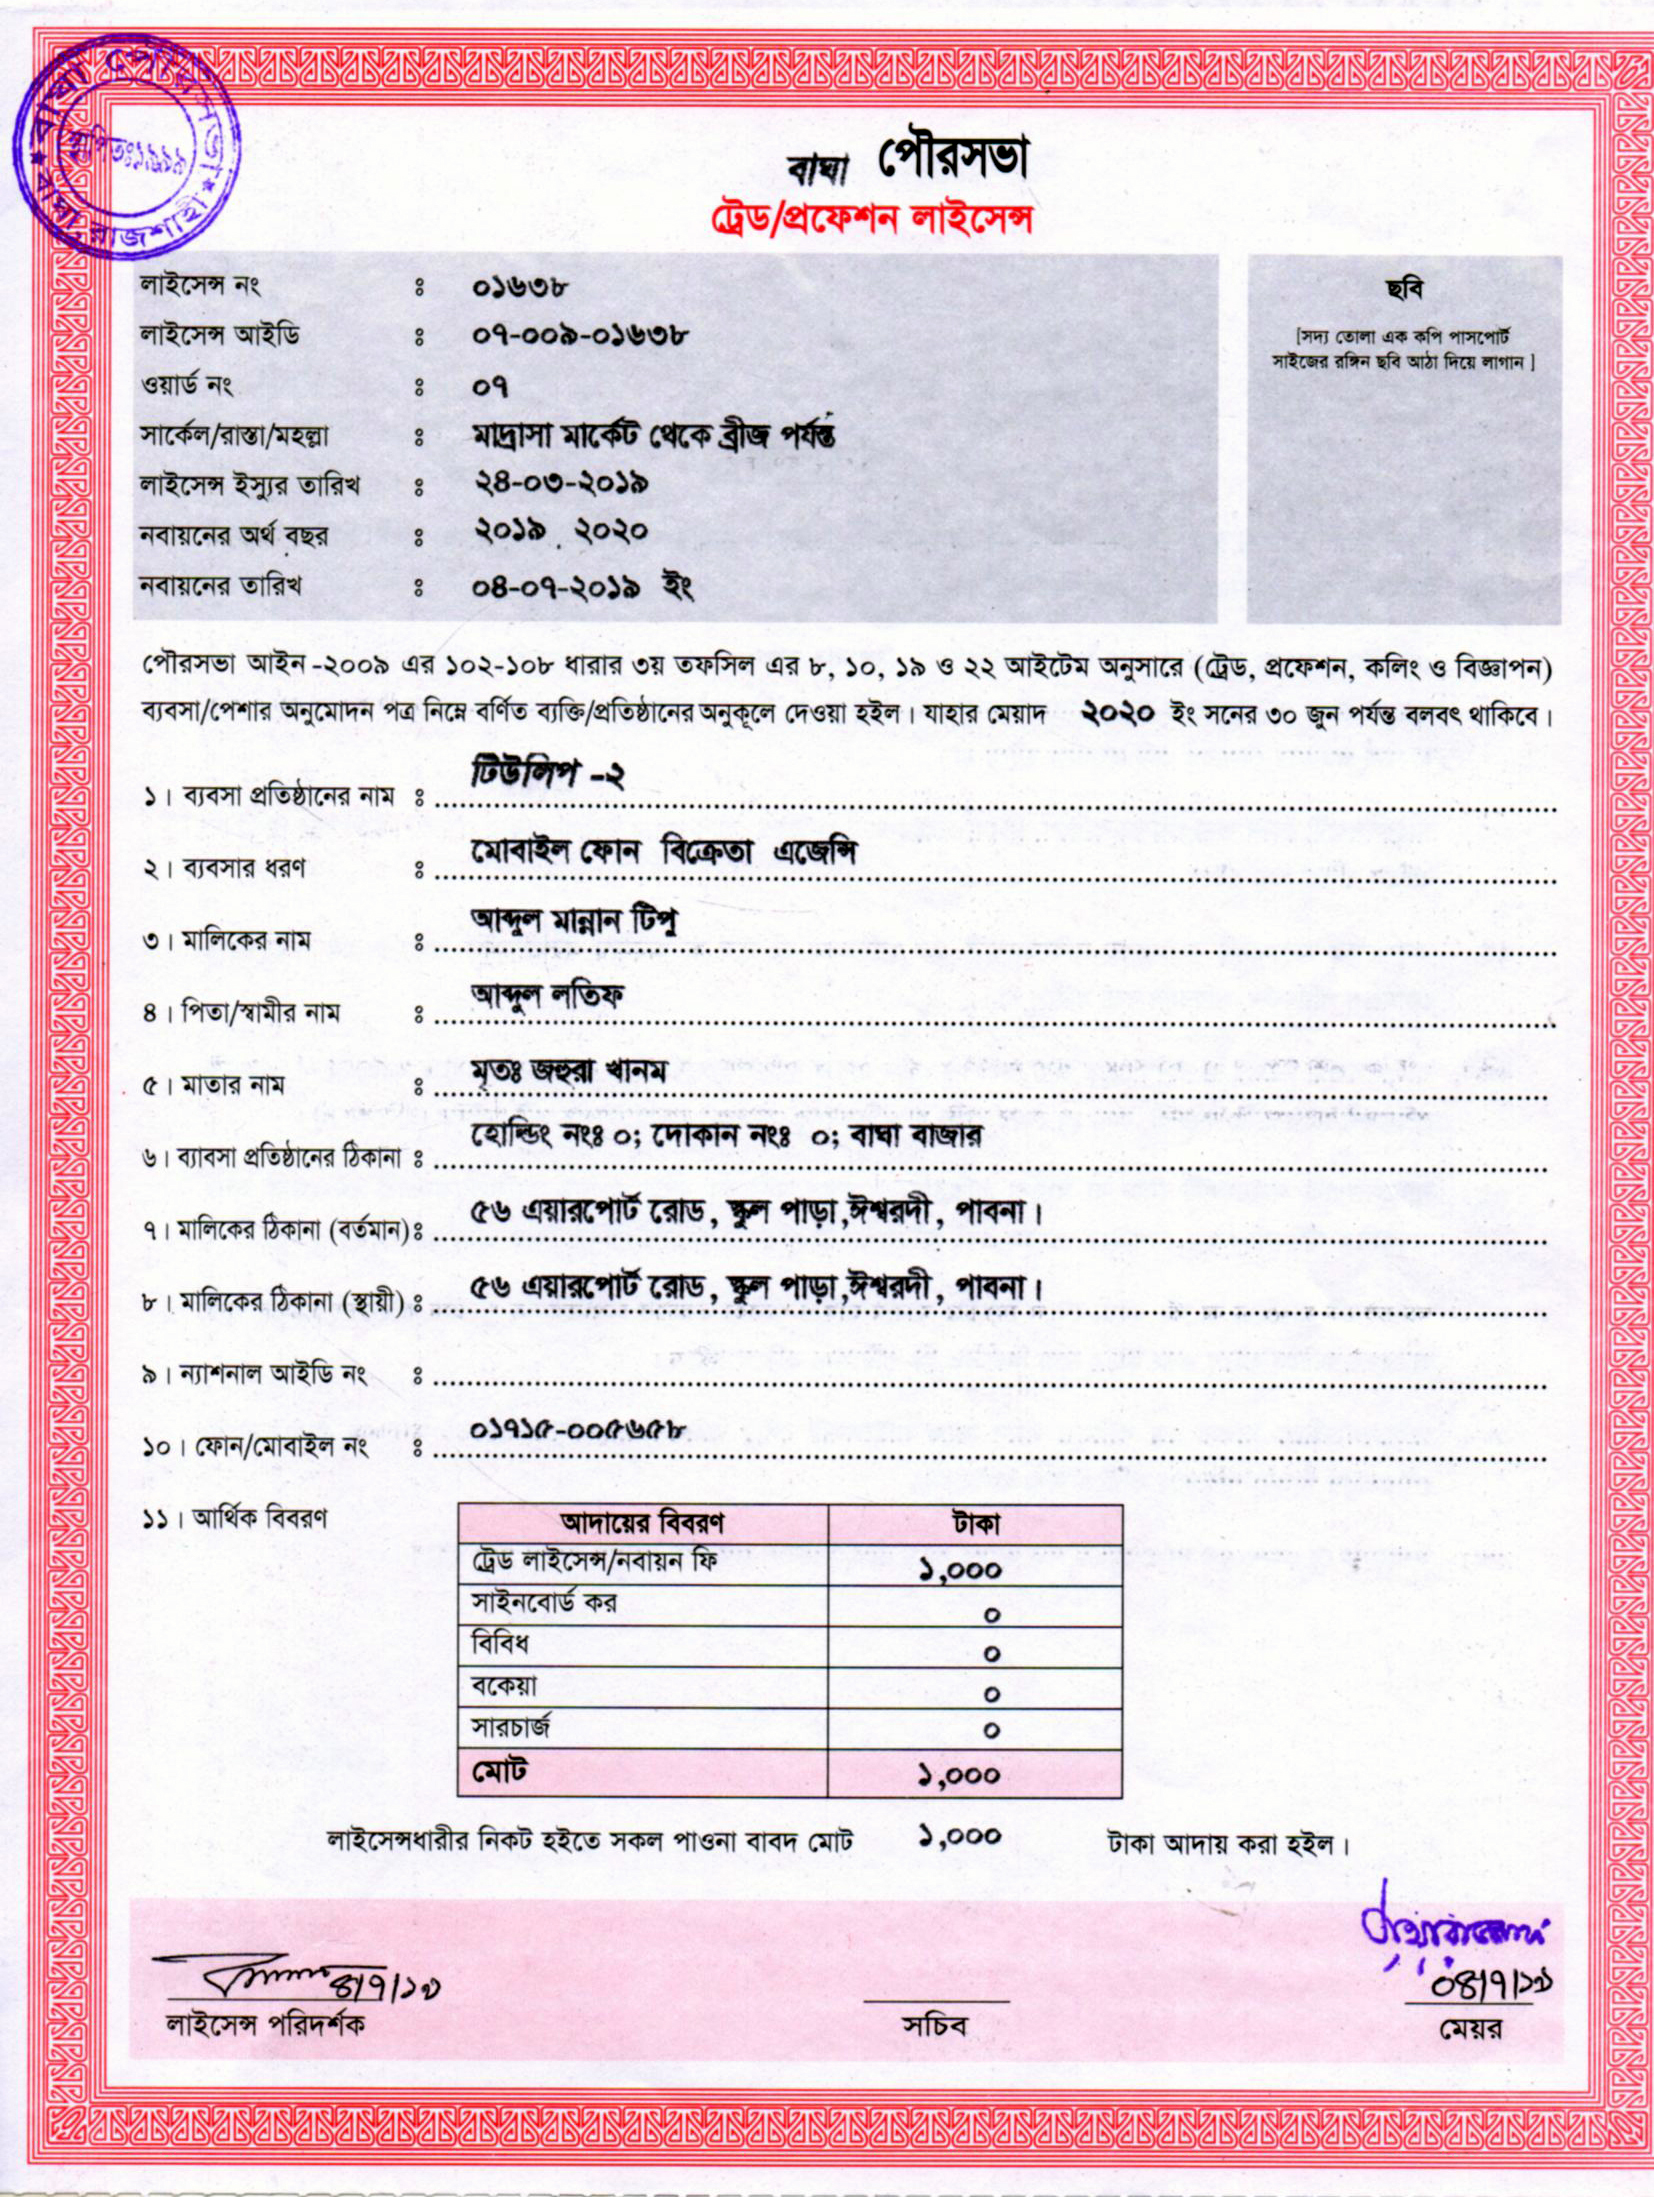 বাঘা পৌরসভা
স্থাপিতঃ১৯৯৯
বাঘা, রাজশাহী
বাঘা পৌরসভা
ট্রেড/প্রফেশন লাইসেন্স
লাইসেন্স নং ঃ ০১৬৩৮
লাইসেন্স আইডি ঃ ০৭-০০৯-০১৬৩৮
ওয়ার্ড নং ঃ ০৭
সার্কেল/রাস্তা/মহল্লা ঃ মাদ্রাসা মার্কেট থেকে ব্রীজ পর্যন্ত
লাইসেন্স ইস্যুর তারিখ ঃ ২৪-০৩-২০১৯
নবায়নের অর্থ বছর ঃ ২০১৯ ২০২০
নবায়নের তারিখ ঃ ০৪-০৭-২০১৯ ইং
ছবি
[সদ্য তোলা এক কপি পাসপোর্ট
সাইজের রঙ্গিন ছবি আঠা দিয়ে লাগান ]
পৌরসভা আইন -২০০৯ এর ১০২-১০৮ ধারার ৩য় তফসিল এর ৮, ১০, ১৯ ও ২২ আইটেম অনুসারে (ট্রেড, প্রফেশন, কলিং ও বিজ্ঞাপন)
ব্যবসা/পেশার অনুমোদন পত্র নিম্নে বর্ণিত ব্যক্তি/প্রতিষ্ঠানের অনুকূলে দেওয়া হইল। যাহার মেয়াদ ২০২০ ইং সনের ৩০ জুন পর্যন্ত বলবৎ থাকিবে।
১। ব্যবসা প্রতিষ্ঠানের নাম ঃ টিউলিপ -২
২। ব্যবসার ধরণ ঃ মোবাইল ফোন বিক্রেতা এজেন্সি
৩। মালিকের নাম ঃ আব্দুল মান্নান টিপু
৪। পিতা/স্বামীর নাম ঃ আব্দুল লতিফ
৫। মাতার নাম ঃ মৃতঃ জহুরা খানম
৬। ব্যাবসা প্রতিষ্ঠানের ঠিকানা ঃ হোল্ডিং নংঃ ০; দোকান নংঃ ০; বাঘা বাজার
৭। মালিকের ঠিকানা (বর্তমান) ঃ ৫৬ এয়ারপোর্ট রোড, স্কুল পাড়া,ঈশ্বরদী, পাবনা।
৮। মালিকের ঠিকানা (স্থায়ী) ঃ ৫৬ এয়ারপোর্ট রোড, স্কুল পাড়া,ঈশ্বরদী, পাবনা।
৯। ন্যাশনাল আইডি নং ঃ
১০। ফোন/মোবাইল নং ঃ ০১৭১৫-০০৫৬৫৮
১১। আর্থিক বিবরণ
আদায়ের বিবরণ টাকা
ট্রেড লাইসেন্স/নবায়ন ফি ১,০০০
সাইনবোর্ড কর ০
বিবিধ ০
বকেয়া ০
সারচার্জ ০
মোট ১,০০০
লাইসেন্সধারীর নিকট হইতে সকল পাওনা বাবদ মোট ১,০০০ টাকা আদায় করা হইল।
৪/৭/১৯
০৪/৭/১৯
লাইসেন্স পরিদর্শক সচিব মেয়র